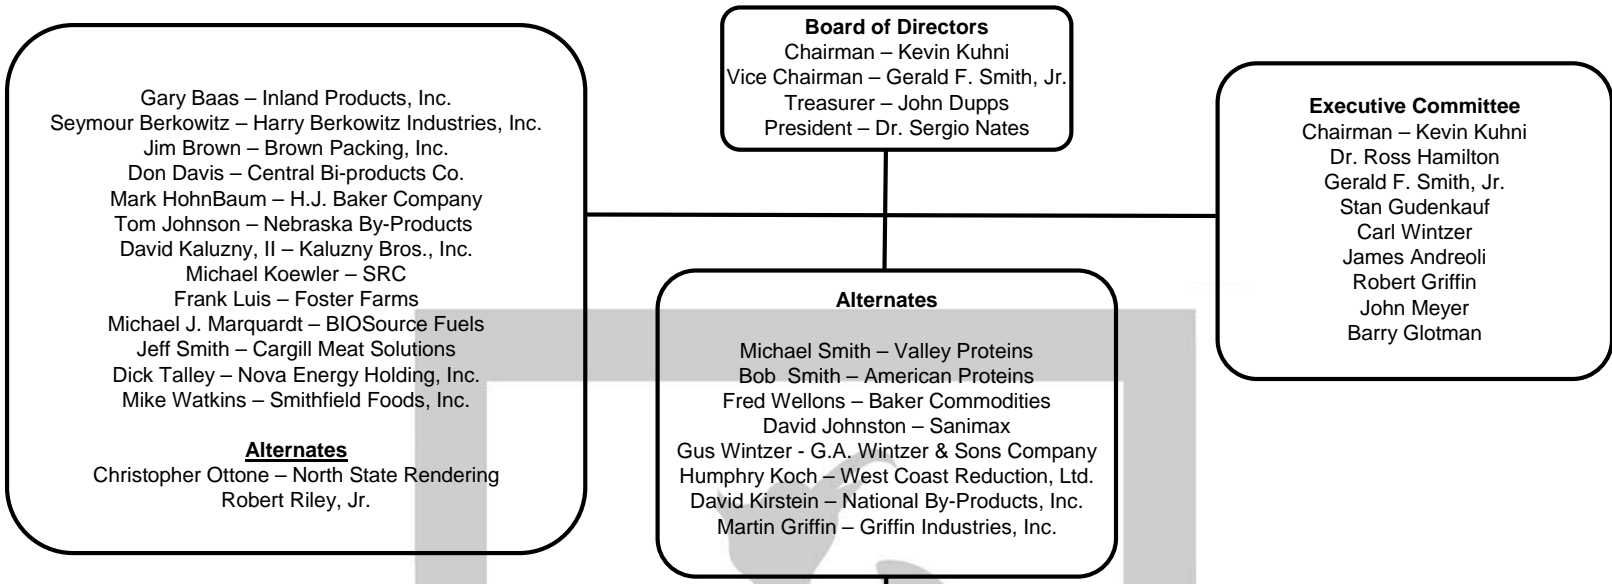 Board of Directors
Chairman – Kevin Kuhni
Vice Chairman – Gerald F. Smith, Jr.
Treasurer – John Dupps
President – Dr. Sergio Nates
Gary Baas – Inland Products, Inc.
Seymour Berkowitz – Harry Berkowitz Industries, Inc.
Jim Brown – Brown Packing, Inc.
Don Davis – Central Bi-products Co.
Mark HohnBaum – H.J. Baker Company
Tom Johnson – Nebraska By-Products
David Kaluzny, II – Kaluzny Bros., Inc.
Michael Koewler – SRC
Frank Luis – Foster Farms
Michael J. Marquardt – BIOSource Fuels
Jeff Smith – Cargill Meat Solutions
Dick Talley – Nova Energy Holding, Inc.
Mike Watkins – Smithfield Foods, Inc.
Alternates
Christopher Ottone – North State Rendering
Robert Riley, Jr.
Executive Committee
Chairman – Kevin Kuhni
Dr. Ross Hamilton
Gerald F. Smith, Jr.
Stan Gudenkauf
Carl Wintzer
James Andreoli
Robert Griffin
John Meyer
Barry Glotman
Alternates
Michael Smith – Valley Proteins
Bob  Smith – American Proteins
Fred Wellons – Baker Commodities
David Johnston – Sanimax
Gus Wintzer - G.A. Wintzer & Sons Company
Humphry Koch – West Coast Reduction, Ltd.
David Kirstein – National By-Products, Inc.
Martin Griffin – Griffin Industries, Inc.